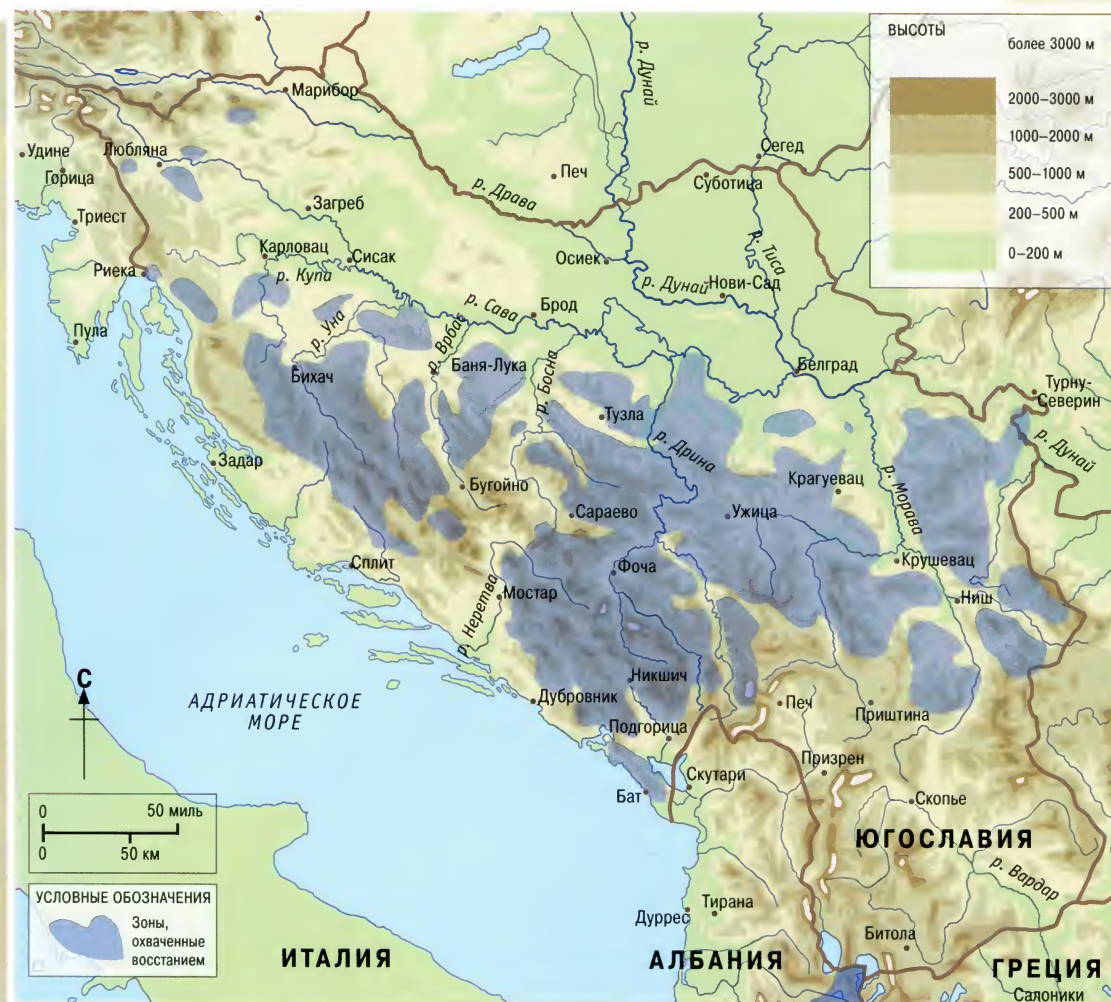 ВЫСОТЫ
более 3000 м
2000–3000 м
1000–2000 м
500–1000 м
200–500 м
0–200 м
р. Дунай
Марибор
Удине
Любляна
Горица
Печ
Сегед
Суботица
р. Драва
Загреб
Триест
Карловац
Сисак
Осиек
р. Тиса
Риека
р. Купа
р. Дунай
Нови-Сад
р. Сава
Брод
Пула
р. Уна
р. Врбас
Баня-Лука
р. Босна
Белград
Бихач
Турну-
Северин
Тузла
р. Дрина
р. Дунай
Задар
Крагуевац
р. Морава
Бугойно
Сараево
Ужица
Сплит
Фоча
Крушевац
Мостар
Ниш
р. Неретва
С
АДРИАТИЧЕСКОЕ
МОРЕ
Никшич
Дубровник
Печ
Приштина
Подгорица
Призрен
Скутари
Бат
Скопье
0 50 миль
0 50 км
ЮГОСЛАВИЯ
р. Вардар
УСЛОВНЫЕ ОБОЗНАЧЕНИЯ
Зоны,
охваченные
восстанием
Дуррес
Тирана
Битола
ИТАЛИЯ
АЛБАНИЯ
ГРЕЦИЯ
Салоники